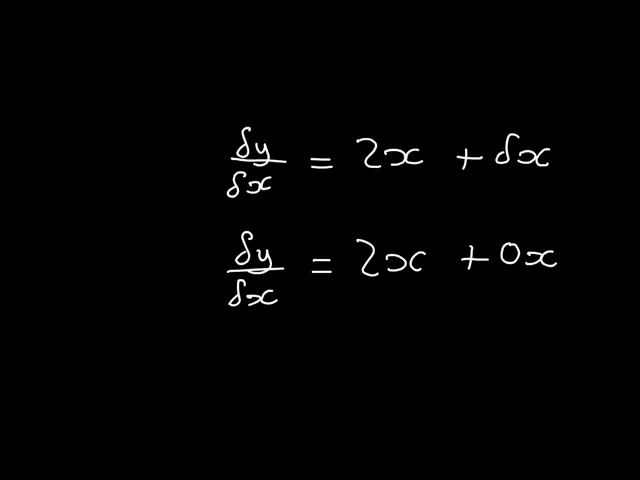 δy/δx = 2x + δx
δy/δx = 2x + 0x